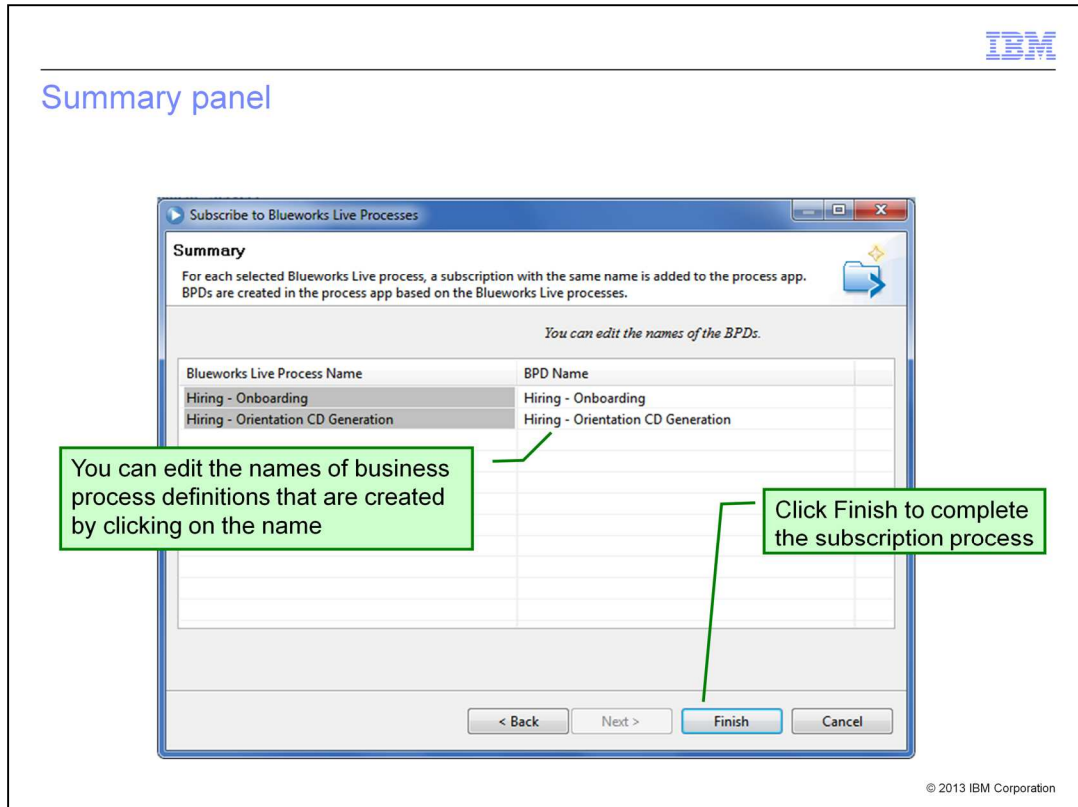 IBM
Summary panel
Subscribe to Blueworks Live Processes
Summary
For each selected Blueworks Live process, a subscription with the same name is added to the process app.
BPDs are created in the process app based on the Blueworks Live processes.
You can edit the names of the BPDs.
Blueworks Live Process Name BPD Name
Hiring - Onboarding Hiring - Onboarding
Hiring - Orientation CD Generation Hiring - Orientation CD Generation
You can edit the names of business
process definitions that are created
by clicking on the name
Click Finish to complete
the subscription process
< Back Next > Finish Cancel
© 2013 IBM Corporation